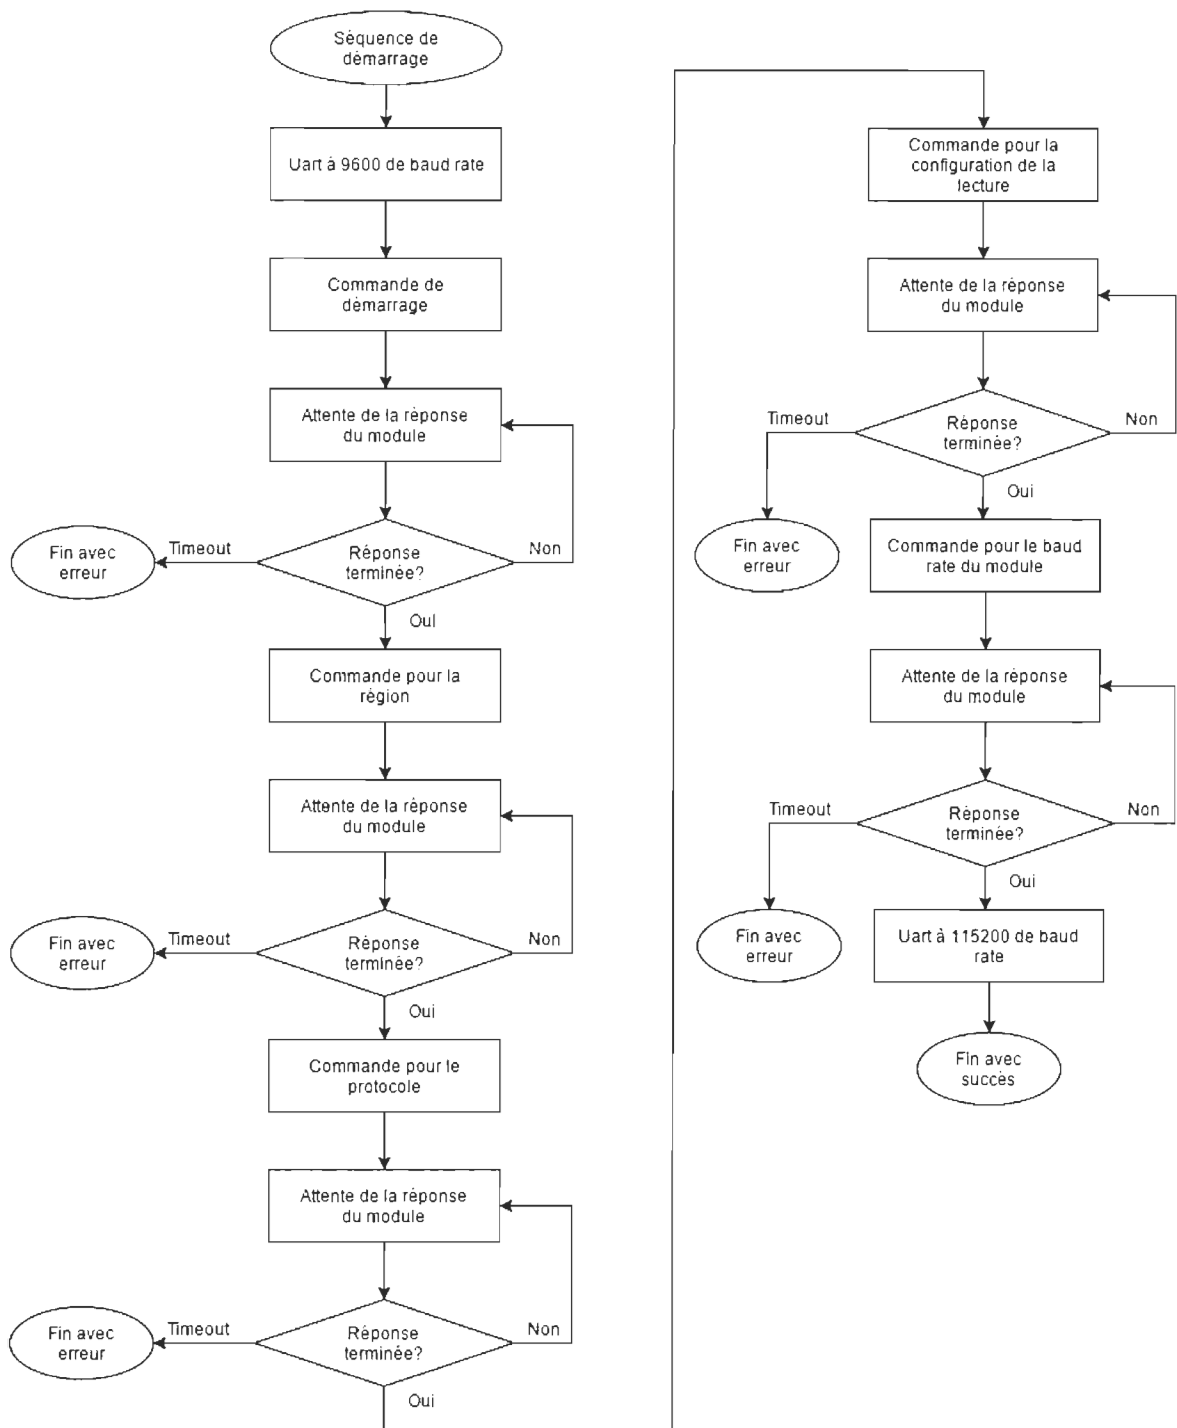 Séquence de
démarrage
Uart à 9600 de baud rate
Commande de
démarrage
Attente de la réponse
du module
Timeout
Réponse
terminée?
Non
Fin avec
erreur
Oui
Commande pour la
région
Attente de la réponse
du module
Timeout
Réponse
terminée?
Non
Fin avec
erreur
Oui
Commande pour le
protocole
Attente de la réponse
du module
Timeout
Réponse
terminée?
Non
Fin avec
erreur
Oui
Commande pour la
configuration de la
lecture
Attente de la réponse
du module
Timeout
Réponse
terminée?
Non
Oui
Fin avec
erreur
Commande pour le baud
rate du module
Attente de la réponse
du module
Timeout
Réponse
terminée?
Non
Oui
Fin avec
erreur
Uart à 115200 de baud
rate
Fin avec
succès